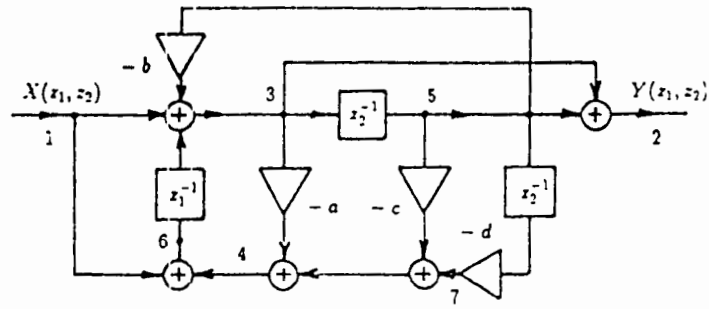 − b
X(z₁, z₂)
3
5
Y(z₁, z₂)
z₂⁻¹
1
2
z₁⁻¹
z₂⁻¹
− a
− c
− d
6
4
7